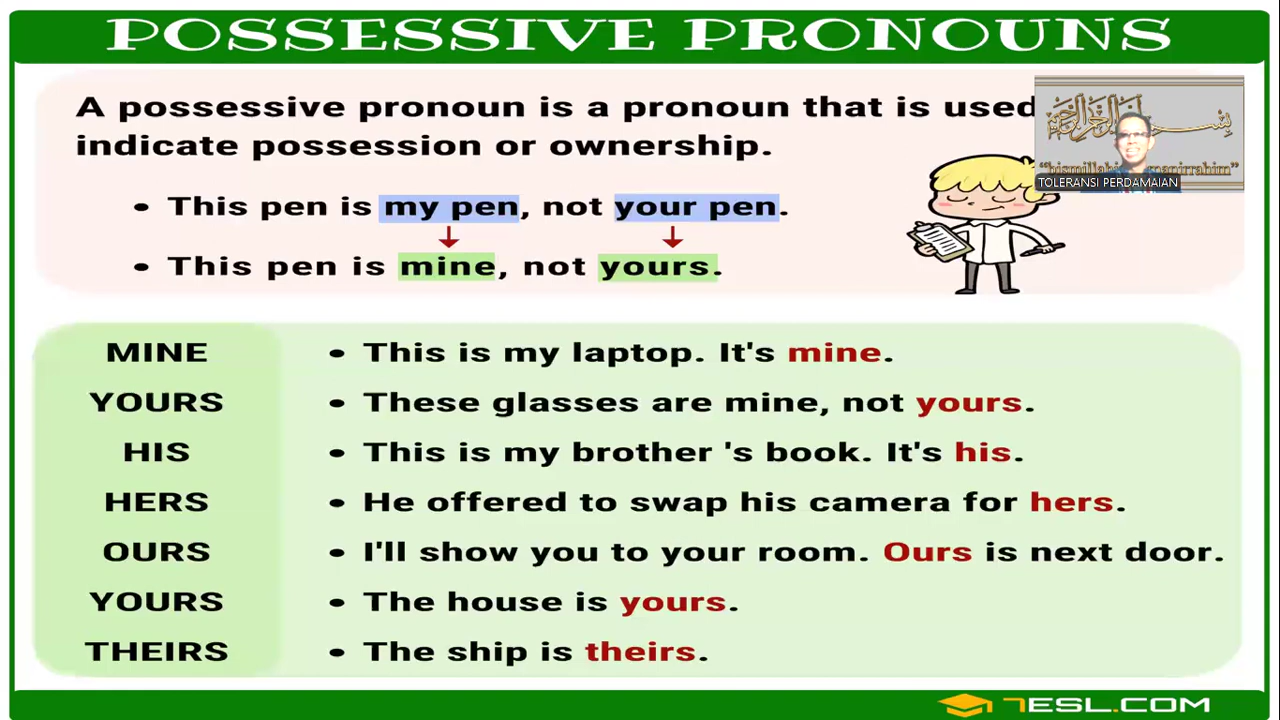 POSSESSIVE PRONOUNS
A possessive pronoun is a pronoun that is used
indicate possession or ownership.
• This pen is my pen, not your pen.
• This pen is mine, not yours.
TOLERANSI PERDAMAIAN
MINE • This is my laptop. It's mine.
YOURS • These glasses are mine, not yours.
HIS • This is my brother 's book. It's his.
HERS • He offered to swap his camera for hers.
OURS • I'll show you to your room. Ours is next door.
YOURS • The house is yours.
THEIRS • The ship is theirs.
7ESL.COM